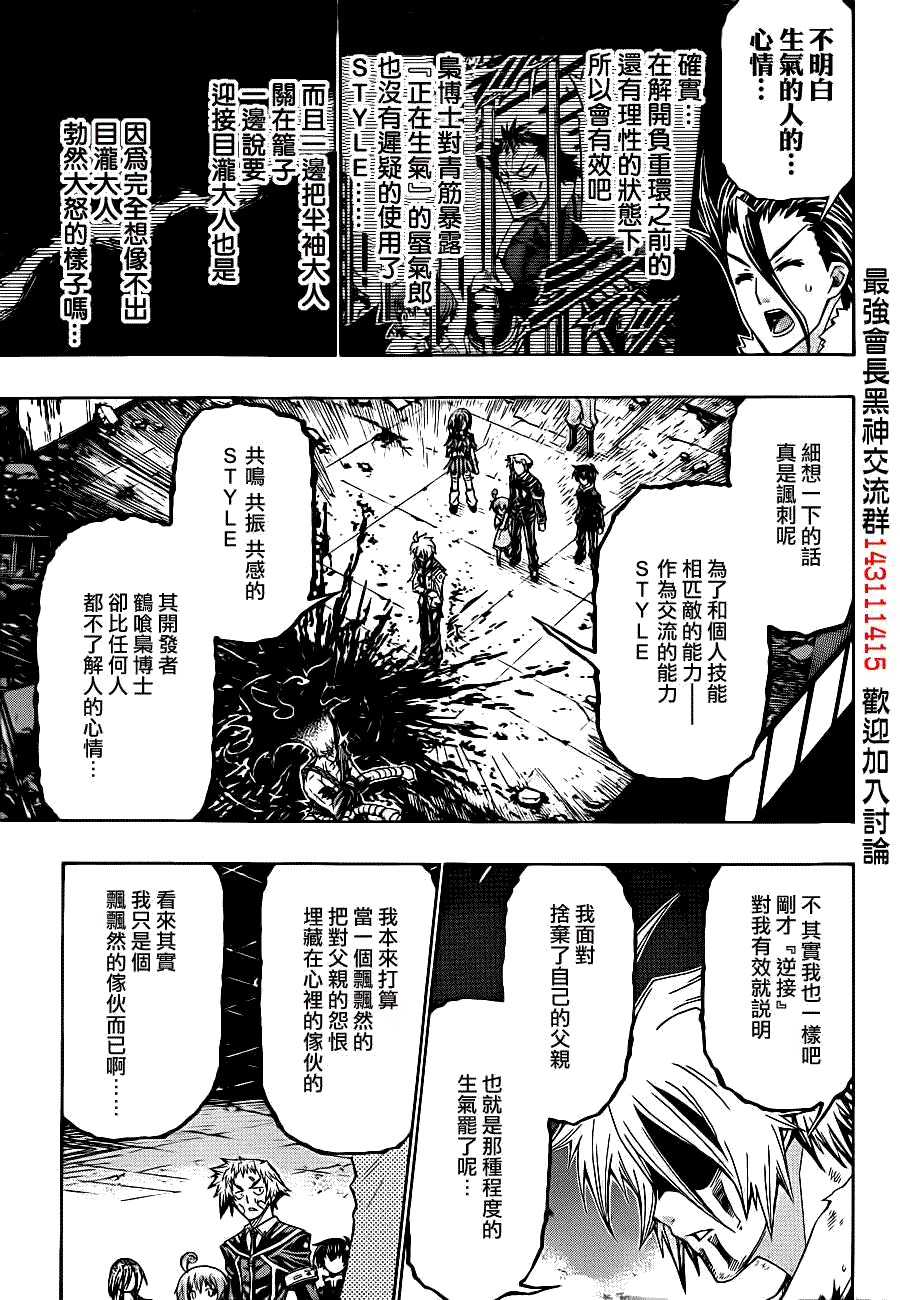 不明白
生氣的人的…
心情…
確實…
在解開負重環之前的
還有理性的狀態下
所以會有效吧
梟博士對青筋暴露
『正在生氣』的蜃氣郎
也沒有遲疑的使用了
STYLE……
而且一邊把半袖大人
關在籠子
一邊說要
迎接目瀧大人也是
因爲完全想像不出
目瀧大人
勃然大怒的樣子嗎…
細想一下的話
真是諷刺呢
為了和個人技能
相匹敵的能力——
作為交流的能力
STYLE
共鳴 共振 共感的
STYLE
其開發者
鶴喰梟博士
卻比任何人
都不了解人的心情…
不 其實我也一樣吧
剛才『逆接』
對我有效就説明
我面對
捨棄了自己的父親
也就是那種程度的
生氣罷了呢…
我本來打算
當一個飄飄然的
把對父親的怨恨
埋藏在心裡的傢伙的
看來其實
我只是個
飄飄然的傢伙而已啊……
最強會長黑神交流群143111415 歡迎加入討論